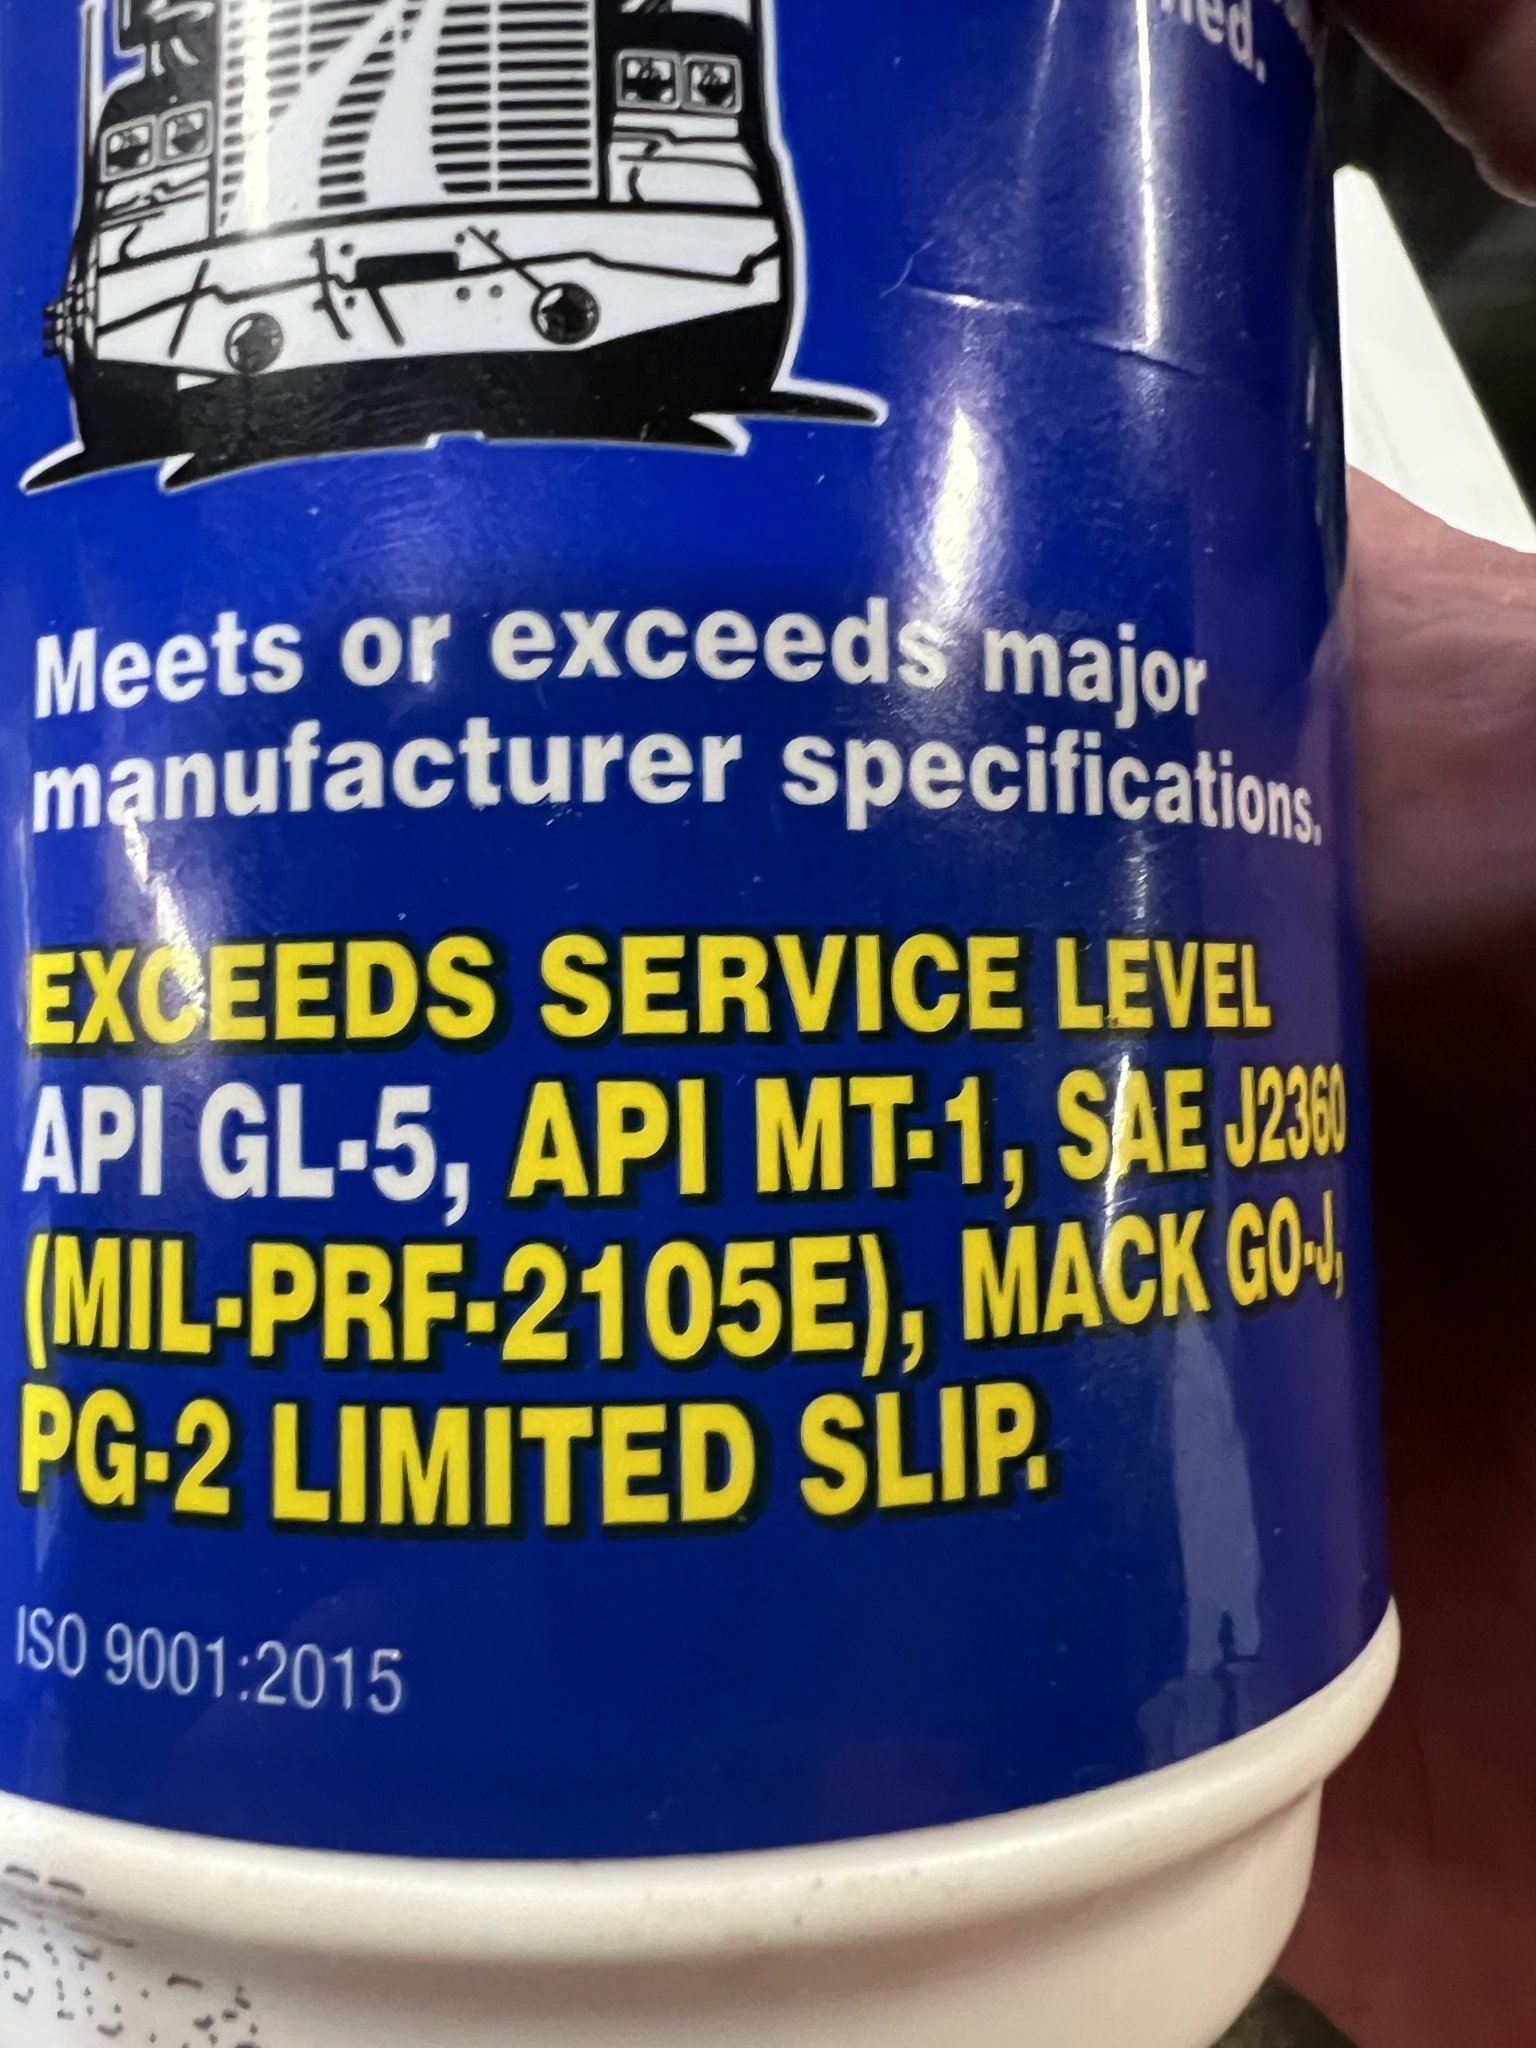 Meets or exceeds major
manufacturer specifications.
EXCEEDS SERVICE LEVEL
API GL-5, API MT-1, SAE J2360
(MIL-PRF-2105E), MACK GO-J,
PG-2 LIMITED SLIP.
ISO 9001:2015